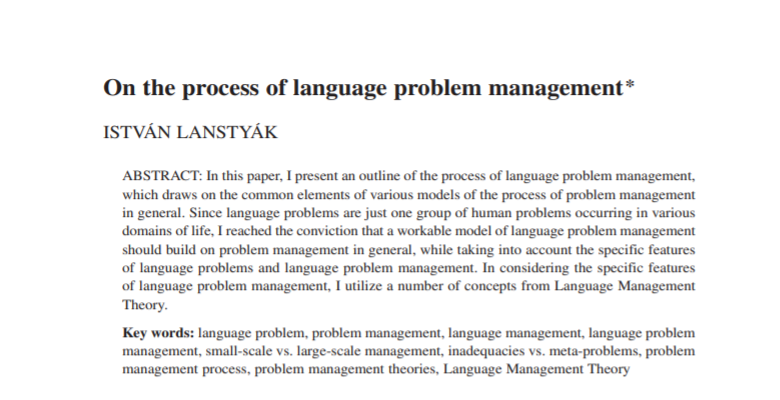 On the process of language problem management*
ISTVÁN LANSTYÁK
ABSTRACT: In this paper, I present an outline of the process of language problem management,
which draws on the common elements of various models of the process of problem management
in general. Since language problems are just one group of human problems occurring in various
domains of life, I reached the conviction that a workable model of language problem management
should build on problem management in general, while taking into account the specific features
of language problems and language problem management. In considering the specific features
of language problem management, I utilize a number of concepts from Language Management
Theory.
Key words: language problem, problem management, language management, language problem
management, small-scale vs. large-scale management, inadequacies vs. meta-problems, problem
management process, problem management theories, Language Management Theory